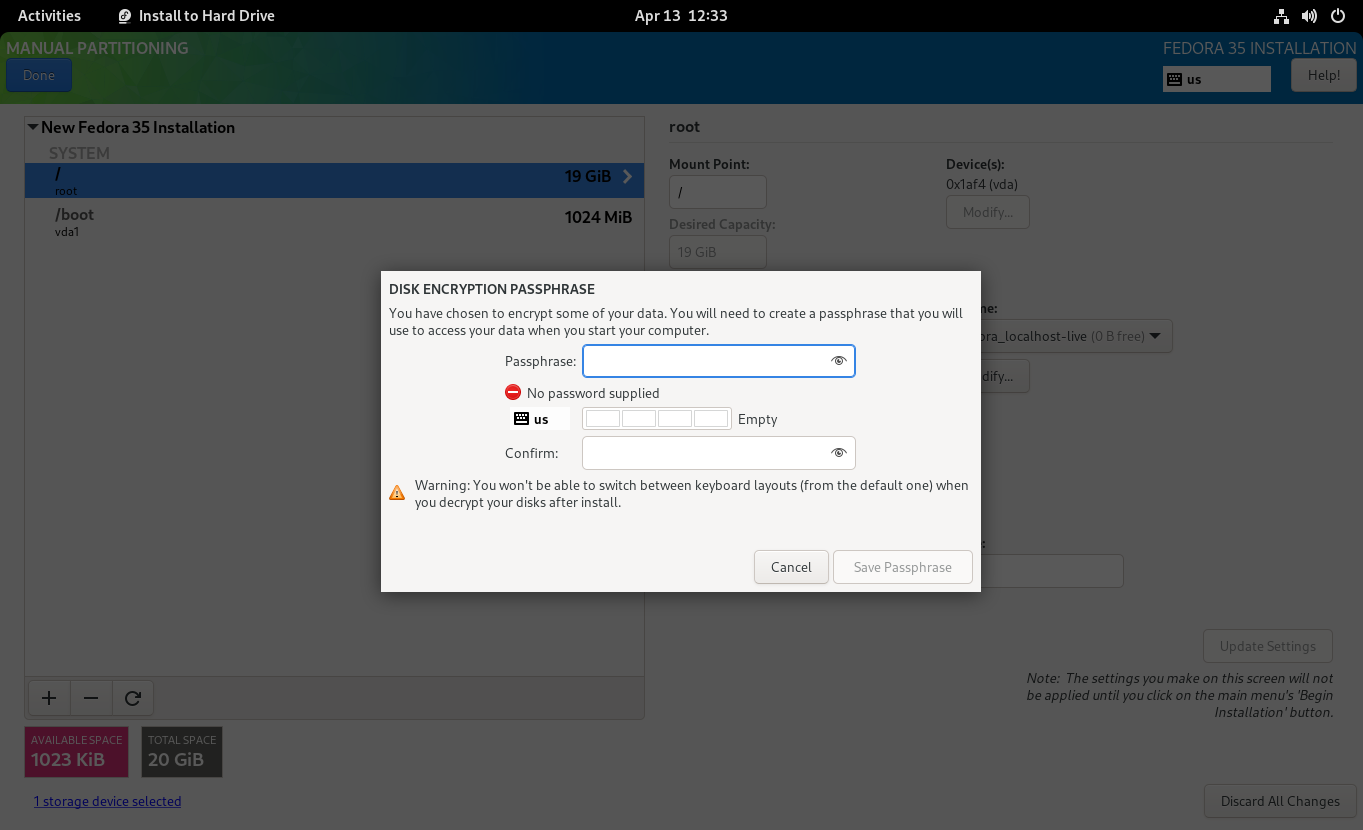 Activities
Install to Hard Drive
Apr 13 12:33
MANUAL PARTITIONING
FEDORA 35 INSTALLATION
Done
us
Help!
New Fedora 35 Installation
SYSTEM
/
root
19 GiB
/boot
vda1
1024 MiB
root
Mount Point:
/
Desired Capacity:
19 GiB
Device(s):
0x1af4 (vda)
Modify...
(0 B free)
DISK ENCRYPTION PASSPHRASE
You have chosen to encrypt some of your data. You will need to create a passphrase that you will
use to access your data when you start your computer.
Passphrase:
No password supplied
us
Empty
Confirm:
Warning: You won't be able to switch between keyboard layouts (from the default one) when
you decrypt your disks after install.
Cancel
Save Passphrase
Update Settings
Note: The settings you make on this screen will not
be applied until you click on the main menu's 'Begin
Installation' button.
AVAILABLE SPACE
1023 KiB
TOTAL SPACE
20 GiB
1 storage device selected
Discard All Changes